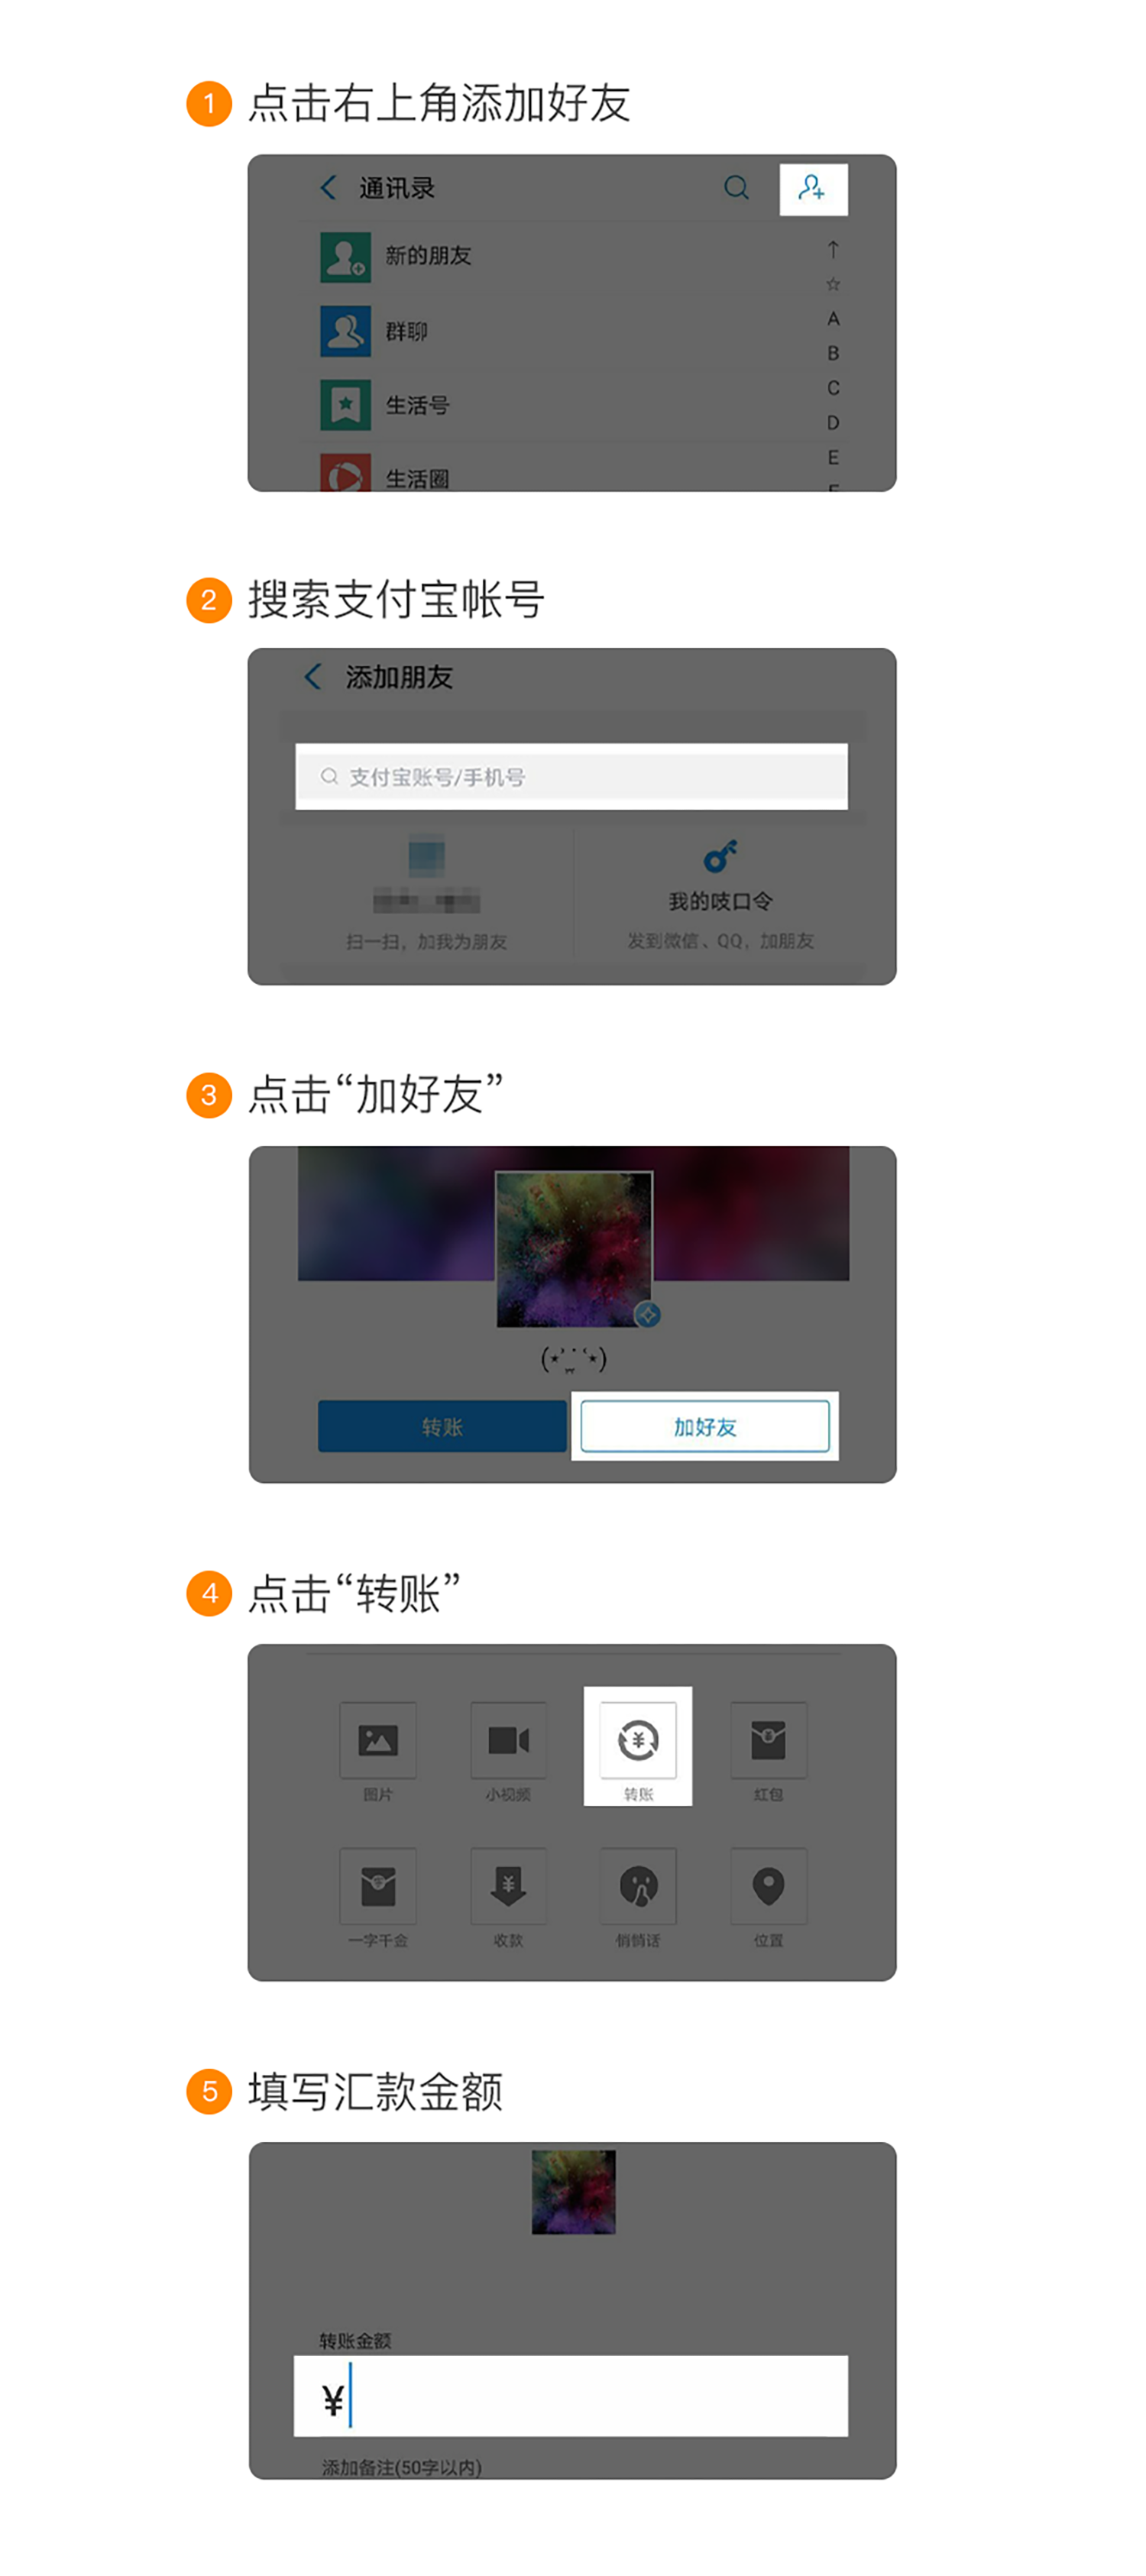 1 点击右上角添加好友
通讯录
新的朋友
↑
☆
群聊
A
B
生活号
C
D
生活圈
E
F
2 搜索支付宝帐号
添加朋友
支付宝账号/手机号
我的吱口令
扫一扫，加我为朋友
发到微信、QQ，加朋友
3 点击“加好友”
转账
加好友
4 点击“转账”
图片 小视频 转账 红包
一字千金 收款 悄悄话 位置
5 填写汇款金额
转账金额
¥
添加备注(50字以内)